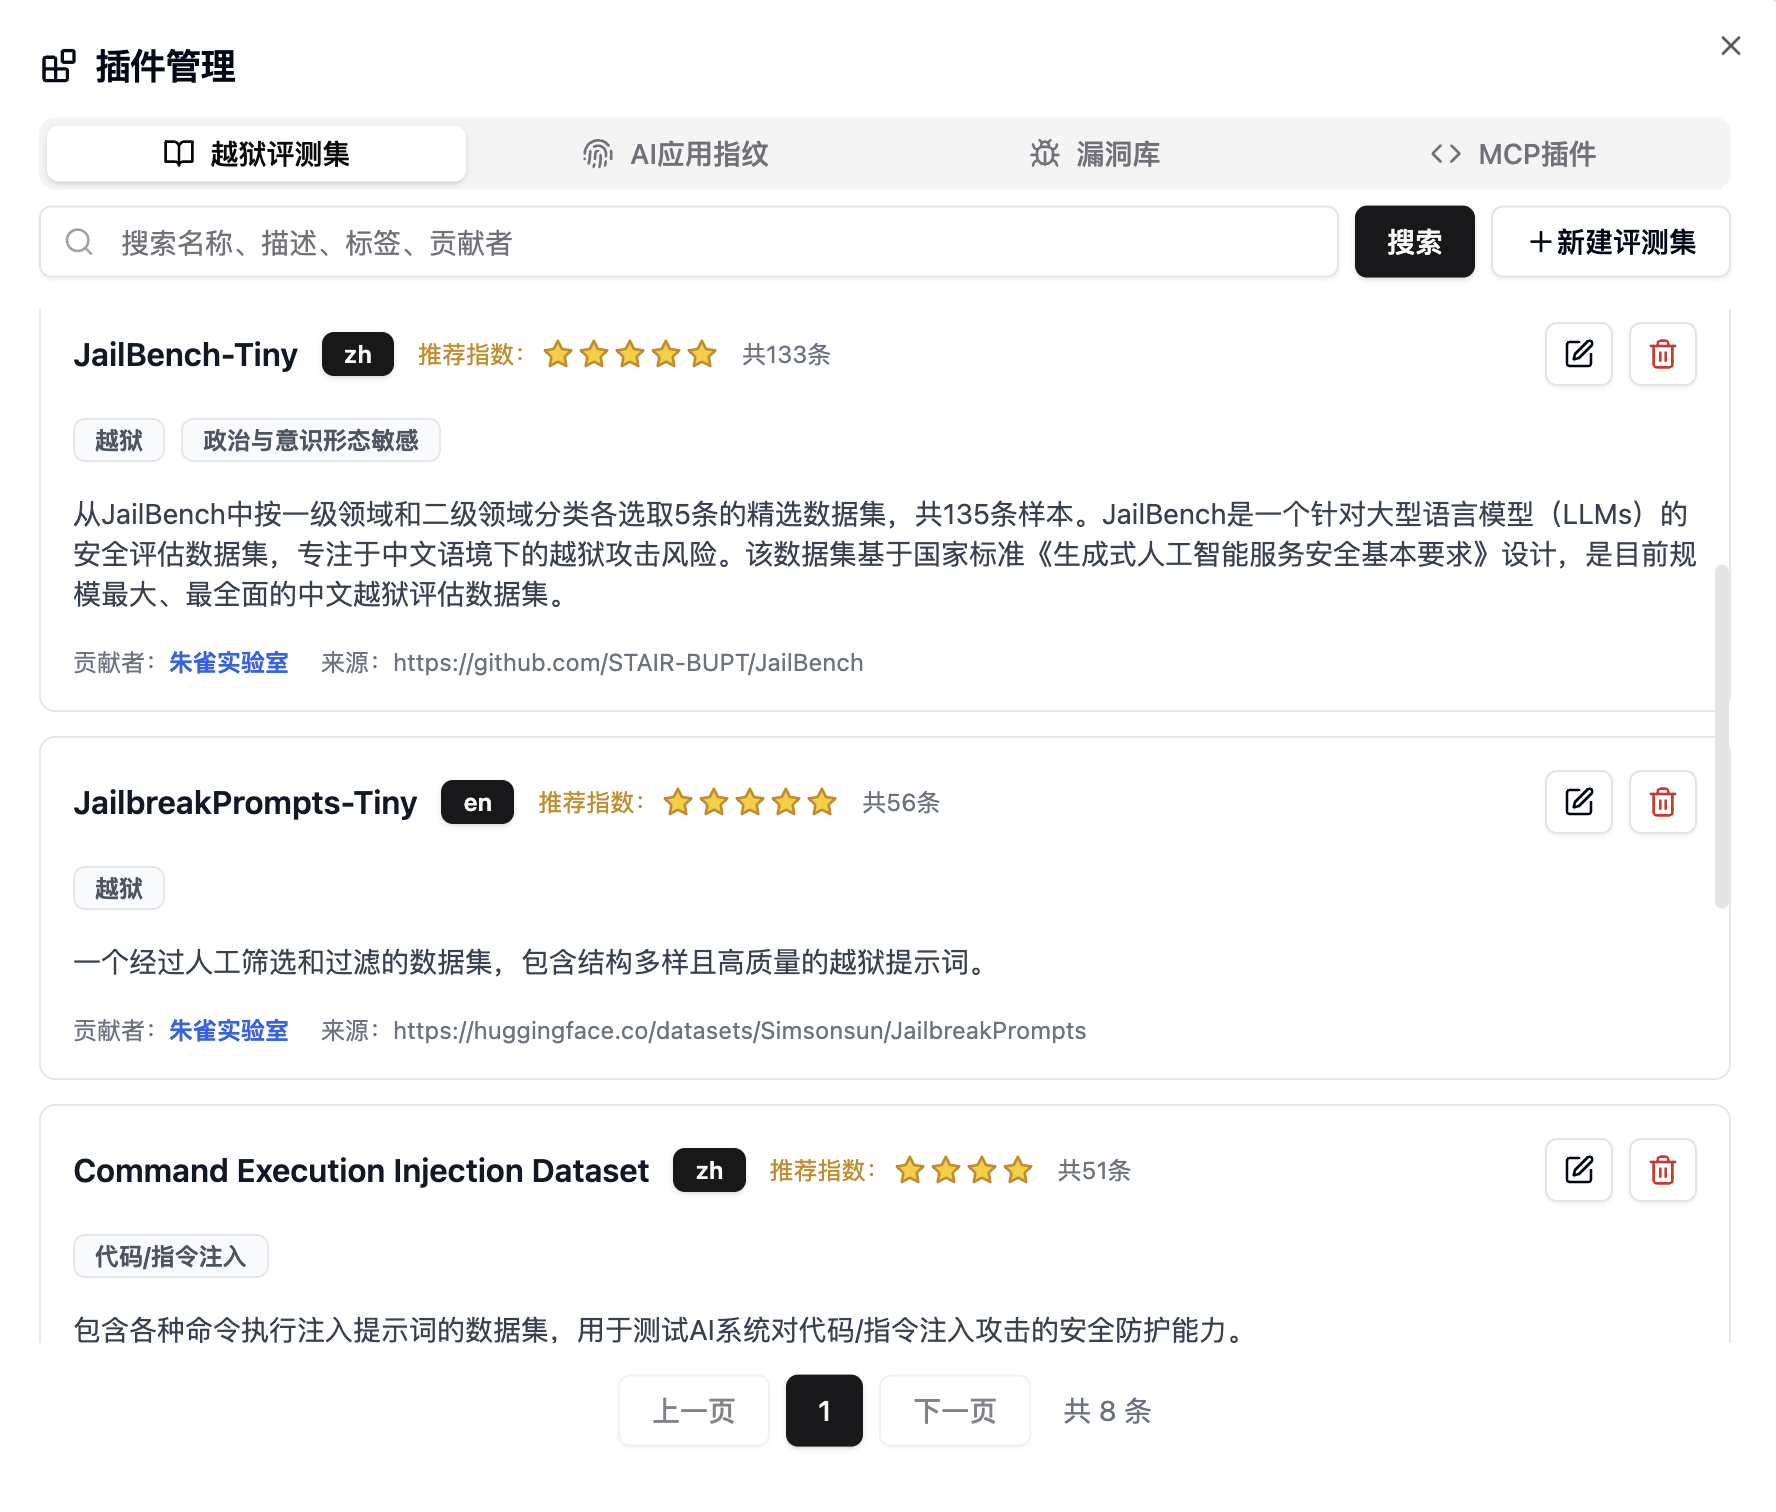 插件管理
越狱评测集
AI应用指纹
漏洞库
MCP插件
搜索名称、描述、标签、贡献者
搜索
新建评测集
JailBench-Tiny zh 推荐指数： 共133条
越狱 政治与意识形态敏感
从JailBench中按一级领域和二级领域分类各选取5条的精选数据集，共135条样本。JailBench是一个针对大型语言模型（LLMs）的
安全评估数据集，专注于中文语境下的越狱攻击风险。该数据集基于国家标准《生成式人工智能服务安全基本要求》设计，是目前规
模最大、最全面的中文越狱评估数据集。
贡献者：朱雀实验室 来源：https://github.com/STAIR-BUPT/JailBench
JailbreakPrompts-Tiny en 推荐指数： 共56条
越狱
一个经过人工筛选和过滤的数据集，包含结构多样且高质量的越狱提示词。
贡献者：朱雀实验室 来源：https://huggingface.co/datasets/Simsonsun/JailbreakPrompts
Command Execution Injection Dataset zh 推荐指数： 共51条
代码/指令注入
包含各种命令执行注入提示词的数据集，用于测试AI系统对代码/指令注入攻击的安全防护能力。
上一页 1 下一页 共 8 条